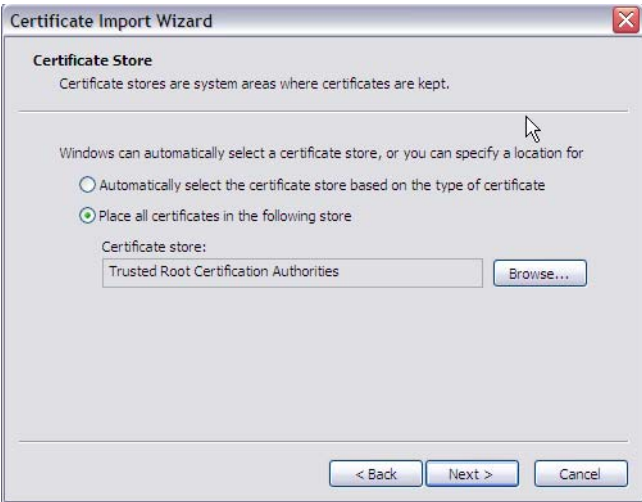 Certificate Import Wizard
Certificate Store
Certificate stores are system areas where certificates are kept.
Windows can automatically select a certificate store, or you can specify a location for
Automatically select the certificate store based on the type of certificate
Place all certificates in the following store
Certificate store:
Trusted Root Certification Authorities
Browse...
< Back
Next >
Cancel